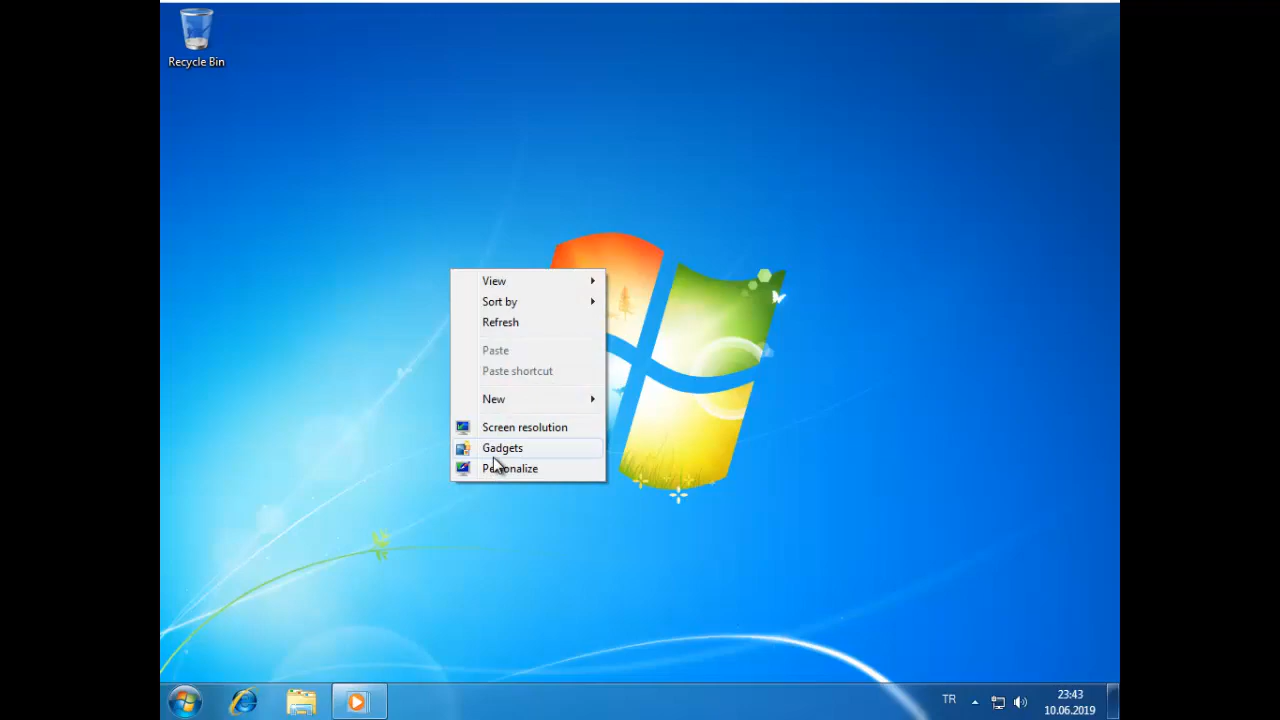 Recycle Bin
View
Sort by
Refresh
Paste
Paste shortcut
New
Screen resolution
Gadgets
Personalize
TR
23:43
10.06.2019